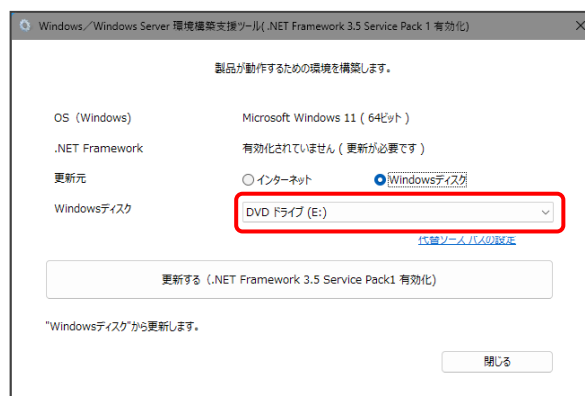 Windows／Windows Server 環境構築支援ツール( .NET Framework 3.5 Service Pack 1 有効化)
製品が動作するための環境を構築します。
OS（Windows) Microsoft Windows 11 ( 64ビット )
.NET Framework 有効化されていません ( 更新が必要です )
更新元 インターネット Windowsディスク
Windowsディスク DVD ドライブ (E:)
代替ソース パスの設定
更新する（.NET Framework 3.5 Service Pack1 有効化)
"Windowsディスク"から更新します。
閉じる